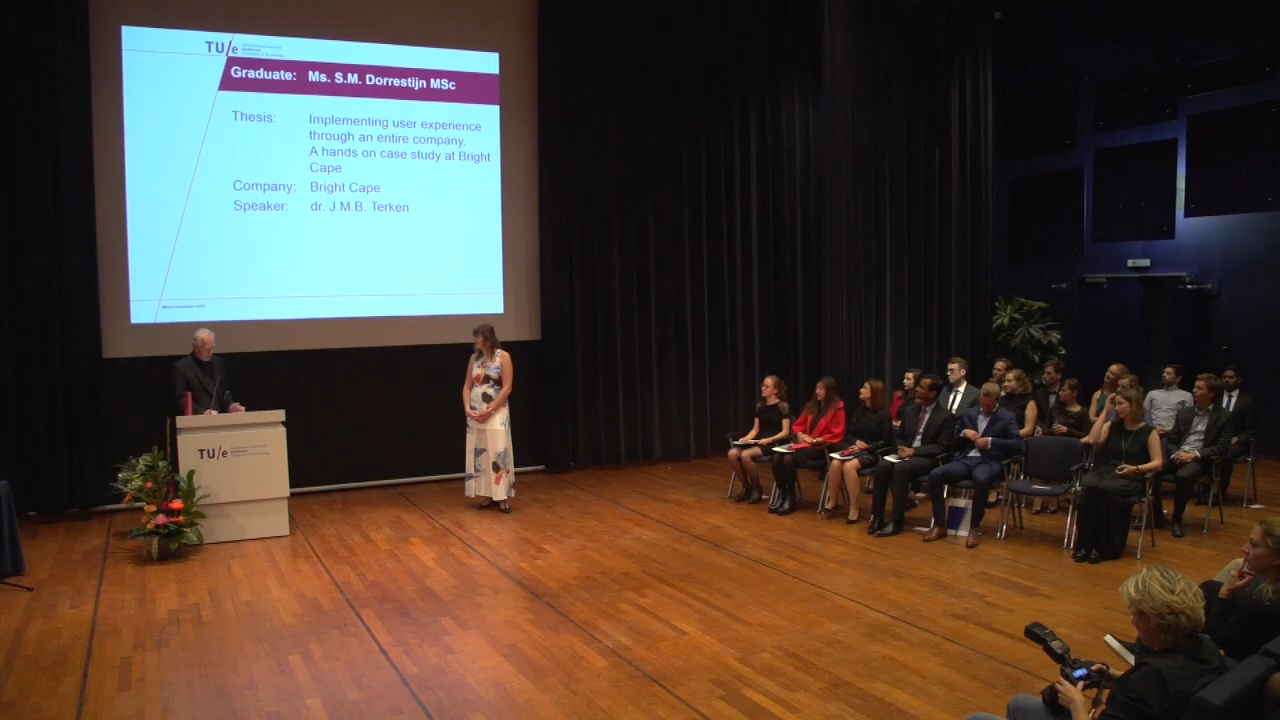 TU/e
Graduate: Ms. S.M. Dorrestijn MSc
Thesis: Implementing user experience
through an entire company.
A hands on case study at Bright
Cape
Company: Bright Cape
Speaker: dr. J.M.B. Terken
TU/e